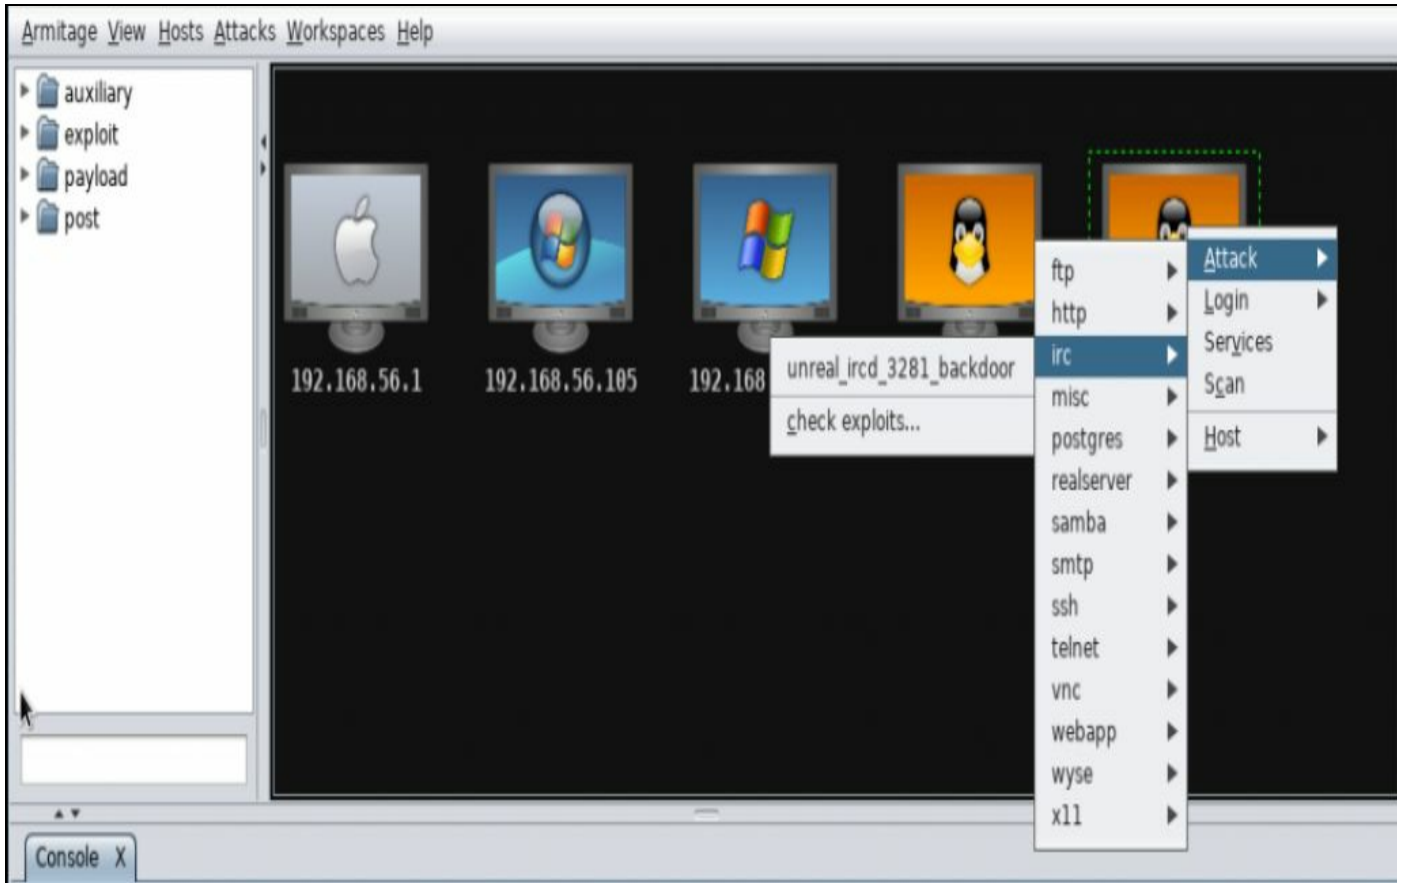 Armitage View Hosts Attacks Workspaces Help
auxiliary
exploit
payload
post
192.168.56.1
192.168.56.105
192.168
unreal_ircd_3281_backdoor
check exploits...
ftp
http
irc
misc
postgres
realserver
samba
smtp
ssh
telnet
vnc
webapp
wyse
x11
Attack
Login
Services
Scan
Host
Console X